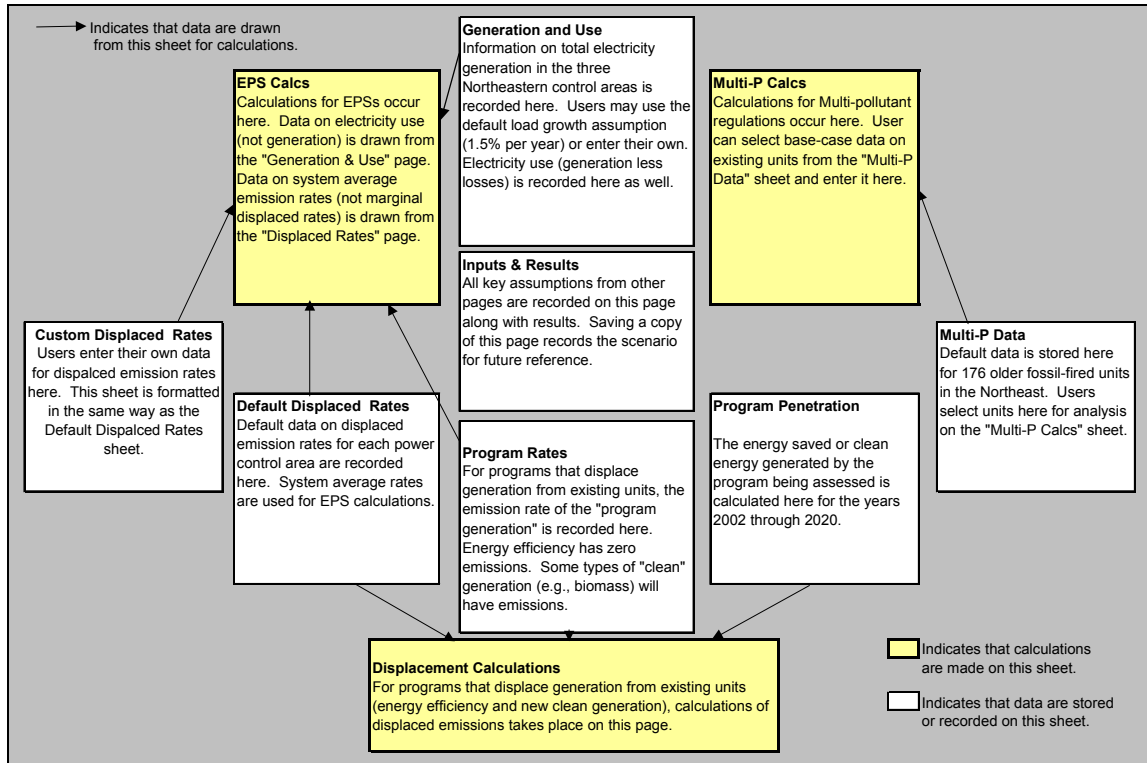 Indicates that data are drawn
from this sheet for calculations.
EPS Calcs
Calculations for EPSs occur
here. Data on electricity use
(not generation) is drawn from
the "Generation & Use" page.
Data on system average
emission rates (not marginal
displaced rates) is drawn from
the "Displaced Rates" page.
Generation and Use
Information on total electricity
generation in the three
Northeastern control areas is
recorded here. Users may use the
default load growth assumption
(1.5% per year) or enter their own.
Electricity use (generation less
losses) is recorded here as well.
Multi-P Calcs
Calculations for Multi-pollutant
regulations occur here. User
can select base-case data on
existing units from the "Multi-P
Data" sheet and enter it here.
Inputs & Results
All key assumptions from other
pages are recorded on this page
along with results. Saving a copy
of this page records the scenario
for future reference.
Custom Displaced Rates
Users enter their own data
for dispalced emission rates
here. This sheet is formatted
in the same way as the
Default Dispalced Rates
sheet.
Default Displaced Rates
Default data on displaced
emission rates for each power
control area are recorded
here. System average rates
are used for EPS calculations.
Program Rates
For programs that displace
generation from existing units, the
emission rate of the "program
generation" is recorded here.
Energy efficiency has zero
emissions. Some types of "clean"
generation (e.g., biomass) will
have emissions.
Program Penetration
The energy saved or clean
energy generated by the
program being assessed is
calculated here for the years
2002 through 2020.
Multi-P Data
Default data is stored here
for 176 older fossil-fired units
in the Northeast. Users
select units here for analysis
on the "Multi-P Calcs" sheet.
Displacement Calculations
For programs that displace generation from existing units
(energy efficiency and new clean generation), calculations of
displaced emissions takes place on this page.
Indicates that calculations
are made on this sheet.
Indicates that data are stored
or recorded on this sheet.